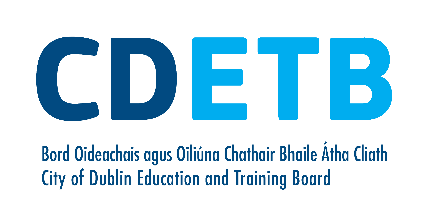 CDETB
Bord Oideachais agus Oiliúna Chathair Bhaile Átha Cliath
City of Dublin Education and Training Board